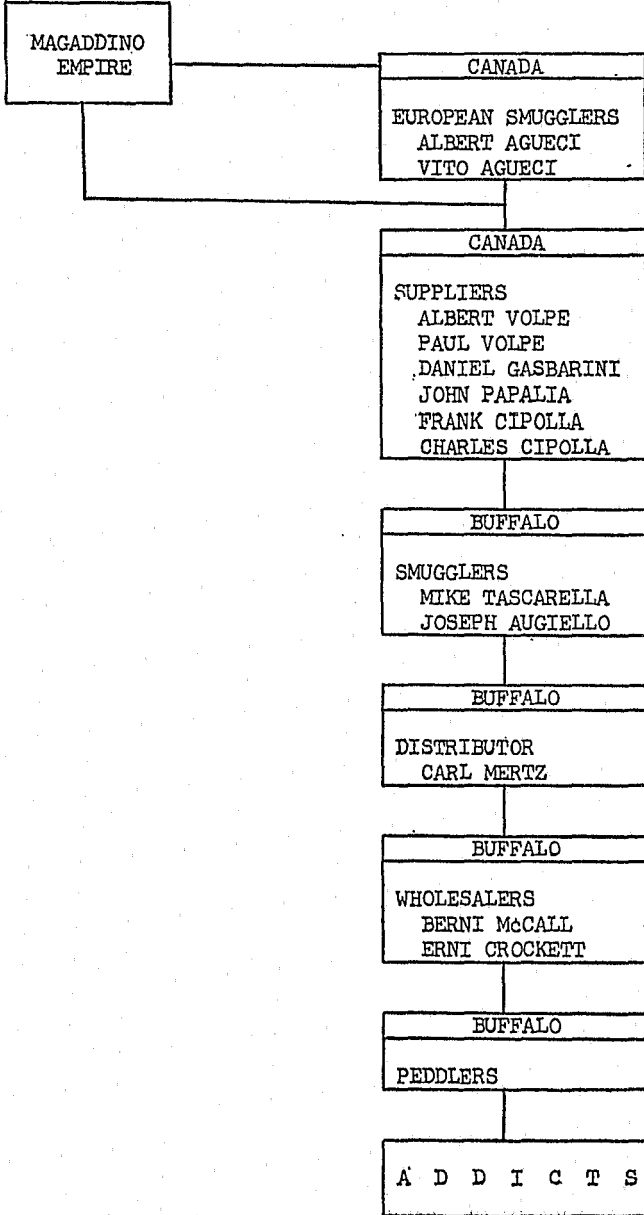 MAGADDINO
EMPIRE
CANADA
EUROPEAN SMUGGLERS
ALBERT AGUECI
VITO AGUECI
CANADA
SUPPLIERS
ALBERT VOLPE
PAUL VOLPE
DANIEL GASBARINI
JOHN PAPALIA
FRANK CIPOLLA
CHARLES CIPOLLA
BUFFALO
SMUGGLERS
MIKE TASCARELLA
JOSEPH AUGIELLO
BUFFALO
DISTRIBUTOR
CARL MERTZ
BUFFALO
WHOLESALERS
BERNI McCALL
ERNI CROCKETT
BUFFALO
PEDDLERS
A D D I C T S